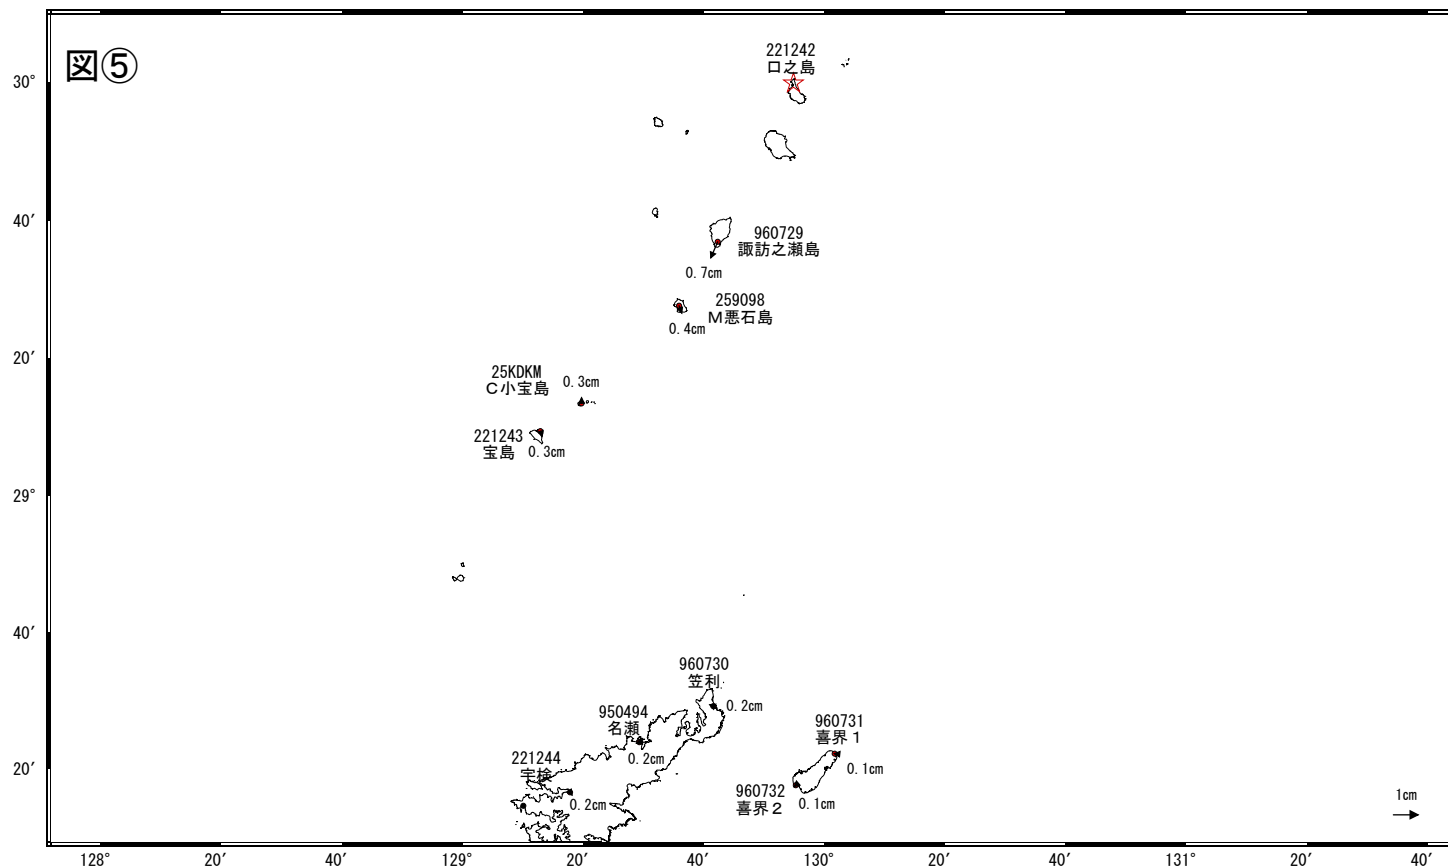 図⑤
221242
口之島
30°
40′
960729
諏訪之瀬島
0.7cm
259098
M悪石島
0.4cm
20′
25KDKM
C小宝島
0.3cm
221243
宝島
0.3cm
29°
40′
960730
笠利
0.2cm
950494
名瀬
0.2cm
960731
喜界1
0.1cm
221244
宇検
0.2cm
20′
960732
喜界2
0.1cm
1cm
128°
20′
40′
129°
20′
40′
130°
20′
40′
131°
20′
40′